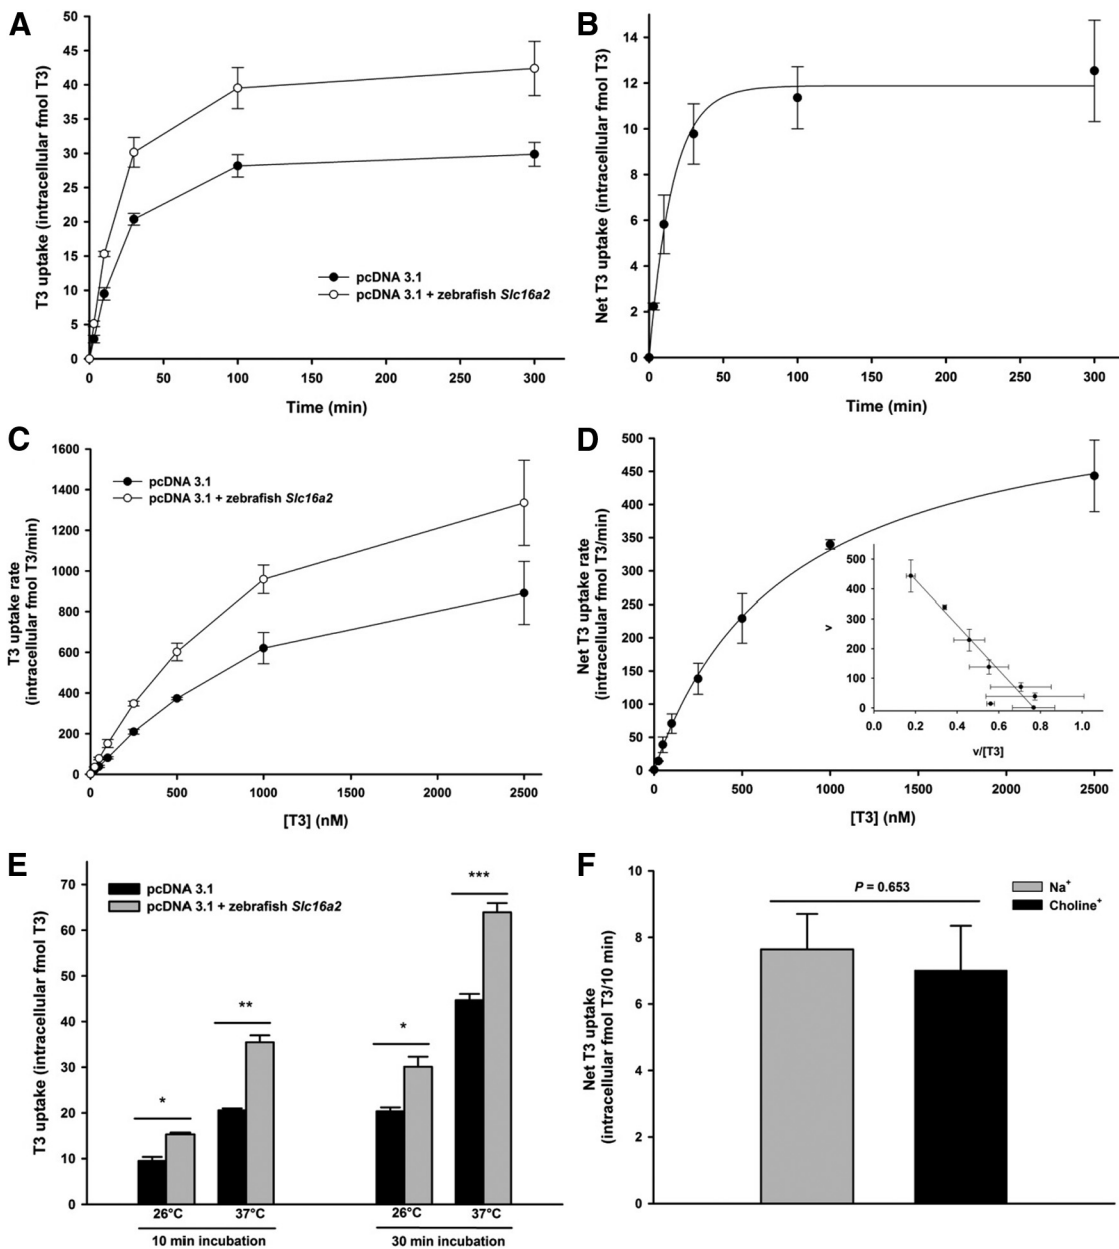 A
T3 uptake (intracellular fmol T3)
50
45
40
35
30
25
20
15
10
5
0
pcDNA 3.1
pcDNA 3.1 + zebrafish Slc16a2
0 50 100 150 200 250 300
Time (min)
B
Net T3 uptake (intracellular fmol T3)
14
12
10
8
6
4
2
0
0 50 100 150 200 250 300
Time (min)
C
T3 uptake rate
(intracellular fmol T3/min)
1600
1400
1200
1000
800
600
400
200
0
pcDNA 3.1
pcDNA 3.1 + zebrafish Slc16a2
0 500 1000 1500 2000 2500
[T3] (nM)
D
Net T3 uptake rate
(intracellular fmol T3/min)
500
450
400
350
300
250
200
150
100
50
0
v
500
400
300
200
100
0
0.0 0.2 0.4 0.6 0.8 1.0
v/[T3]
0 500 1000 1500 2000 2500
[T3] (nM)
E
T3 uptake (intracellular fmol T3)
70
60
50
40
30
20
10
0
pcDNA 3.1
pcDNA 3.1 + zebrafish Slc16a2
*
**
*
***
26°C 37°C 26°C 37°C
10 min incubation 30 min incubation
F
Net T3 uptake
(intracellular fmol T3/10 min)
10
8
6
4
2
0
P = 0.653
Na⁺
Choline⁺